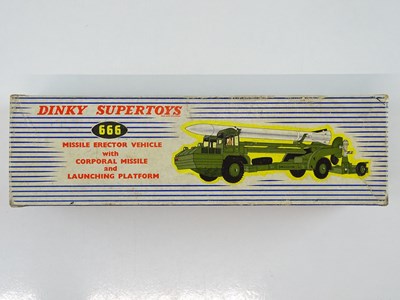 DINKY SUPERTOYS
666
MISSILE ERECTOR VEHICLE
with
CORPORAL MISSILE
and
LAUNCHING PLATFORM